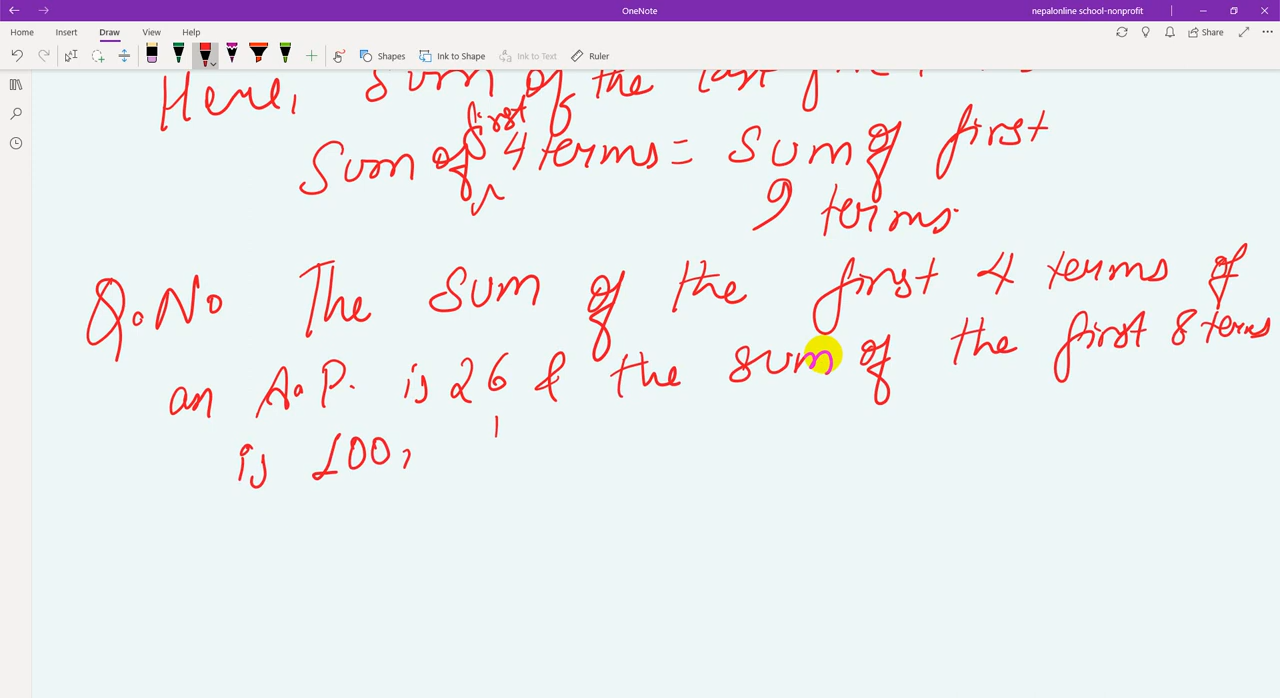 OneNote
nepalonline school-nonprofit
Home Insert Draw View Help
Share
Shapes Ink to Shape Ink to Text Ruler
Here, Sum of the last
first
Sum of 4 terms = Sum of first
9 terms.
Q.No The Sum of the first 4 terms of
an A.P. is 26 & the sum of the first 8 terms
is 100,